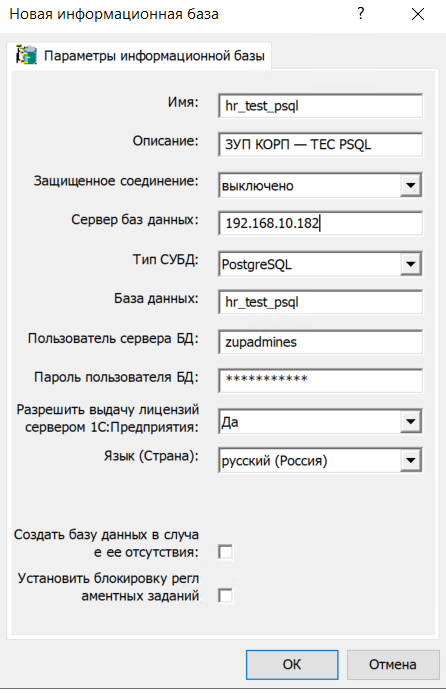 Новая информационная база
?
Параметры информационной базы
Имя: hr_test_psql
Описание: ЗУП КОРП — ТЕС PSQL
Защищенное соединение: выключено
Сервер баз данных: 192.168.10.182
Тип СУБД: PostgreSQL
База данных: hr_test_psql
Пользователь сервера БД: zupadmines
Пароль пользователя БД: ***********
Разрешить выдачу лицензий
сервером 1С:Предприятия: Да
Язык (Страна): русский (Россия)
Создать базу данных в случа
е ее отсутствия:
Установить блокировку регл
аментных заданий
ОК
Отмена